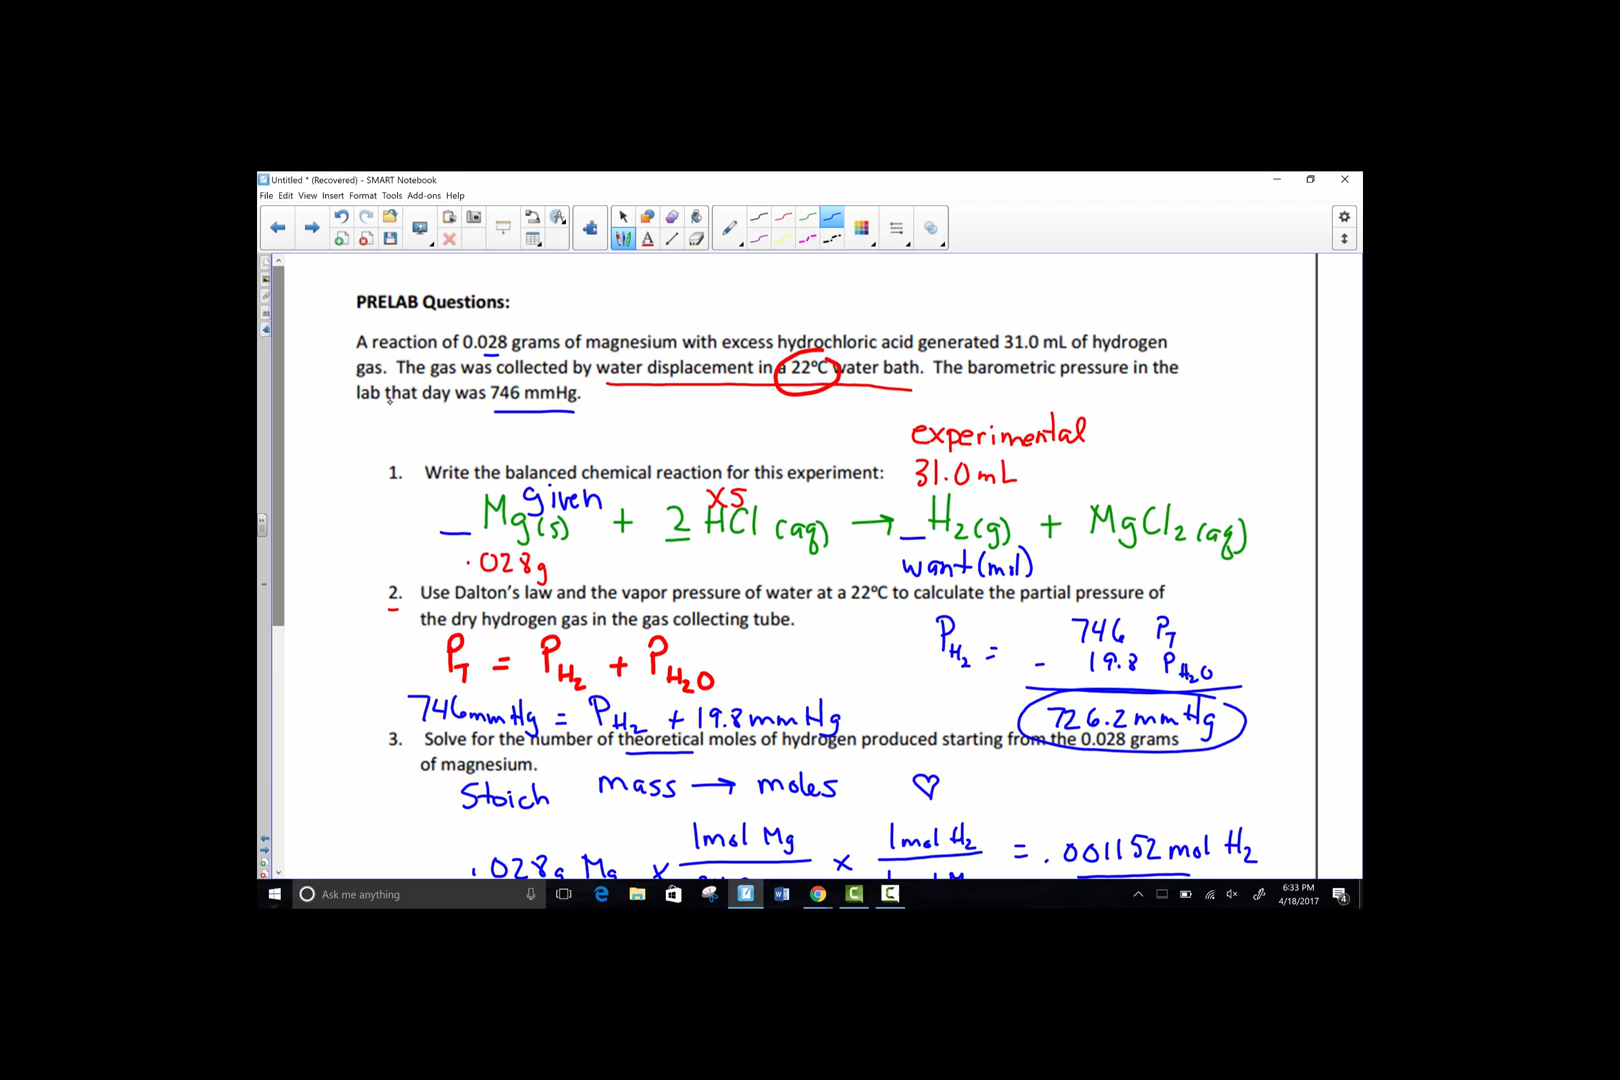 Untitled * (Recovered) - SMART Notebook
File Edit View Insert Format Tools Add-ons Help
PRELAB Questions:
A reaction of 0.028 grams of magnesium with excess hydrochloric acid generated 31.0 mL of hydrogen
gas. The gas was collected by water displacement in a 22ºC water bath. The barometric pressure in the
lab that day was 746 mmHg.
experimental
1. Write the balanced chemical reaction for this experiment: 31.0 mL
given XS
_ Mg(s) + 2 HCl (aq) → _ H2(g) + MgCl2 (aq)
.028g want (mol)
2. Use Dalton's law and the vapor pressure of water at a 22ºC to calculate the partial pressure of
the dry hydrogen gas in the gas collecting tube.
PH2 = 746 PT
- 19.8 PH2O
726.2 mmHg
PT = PH2 + PH2O
746mmHg = PH2 + 19.8mmHg
3. Solve for the number of theoretical moles of hydrogen produced starting from the 0.028 grams
of magnesium.
Stoich mass → moles ♡
1mol Mg 1mol H2
.028g Mg x x = .001152 mol H2
Ask me anything
6:33 PM
4/18/2017
4